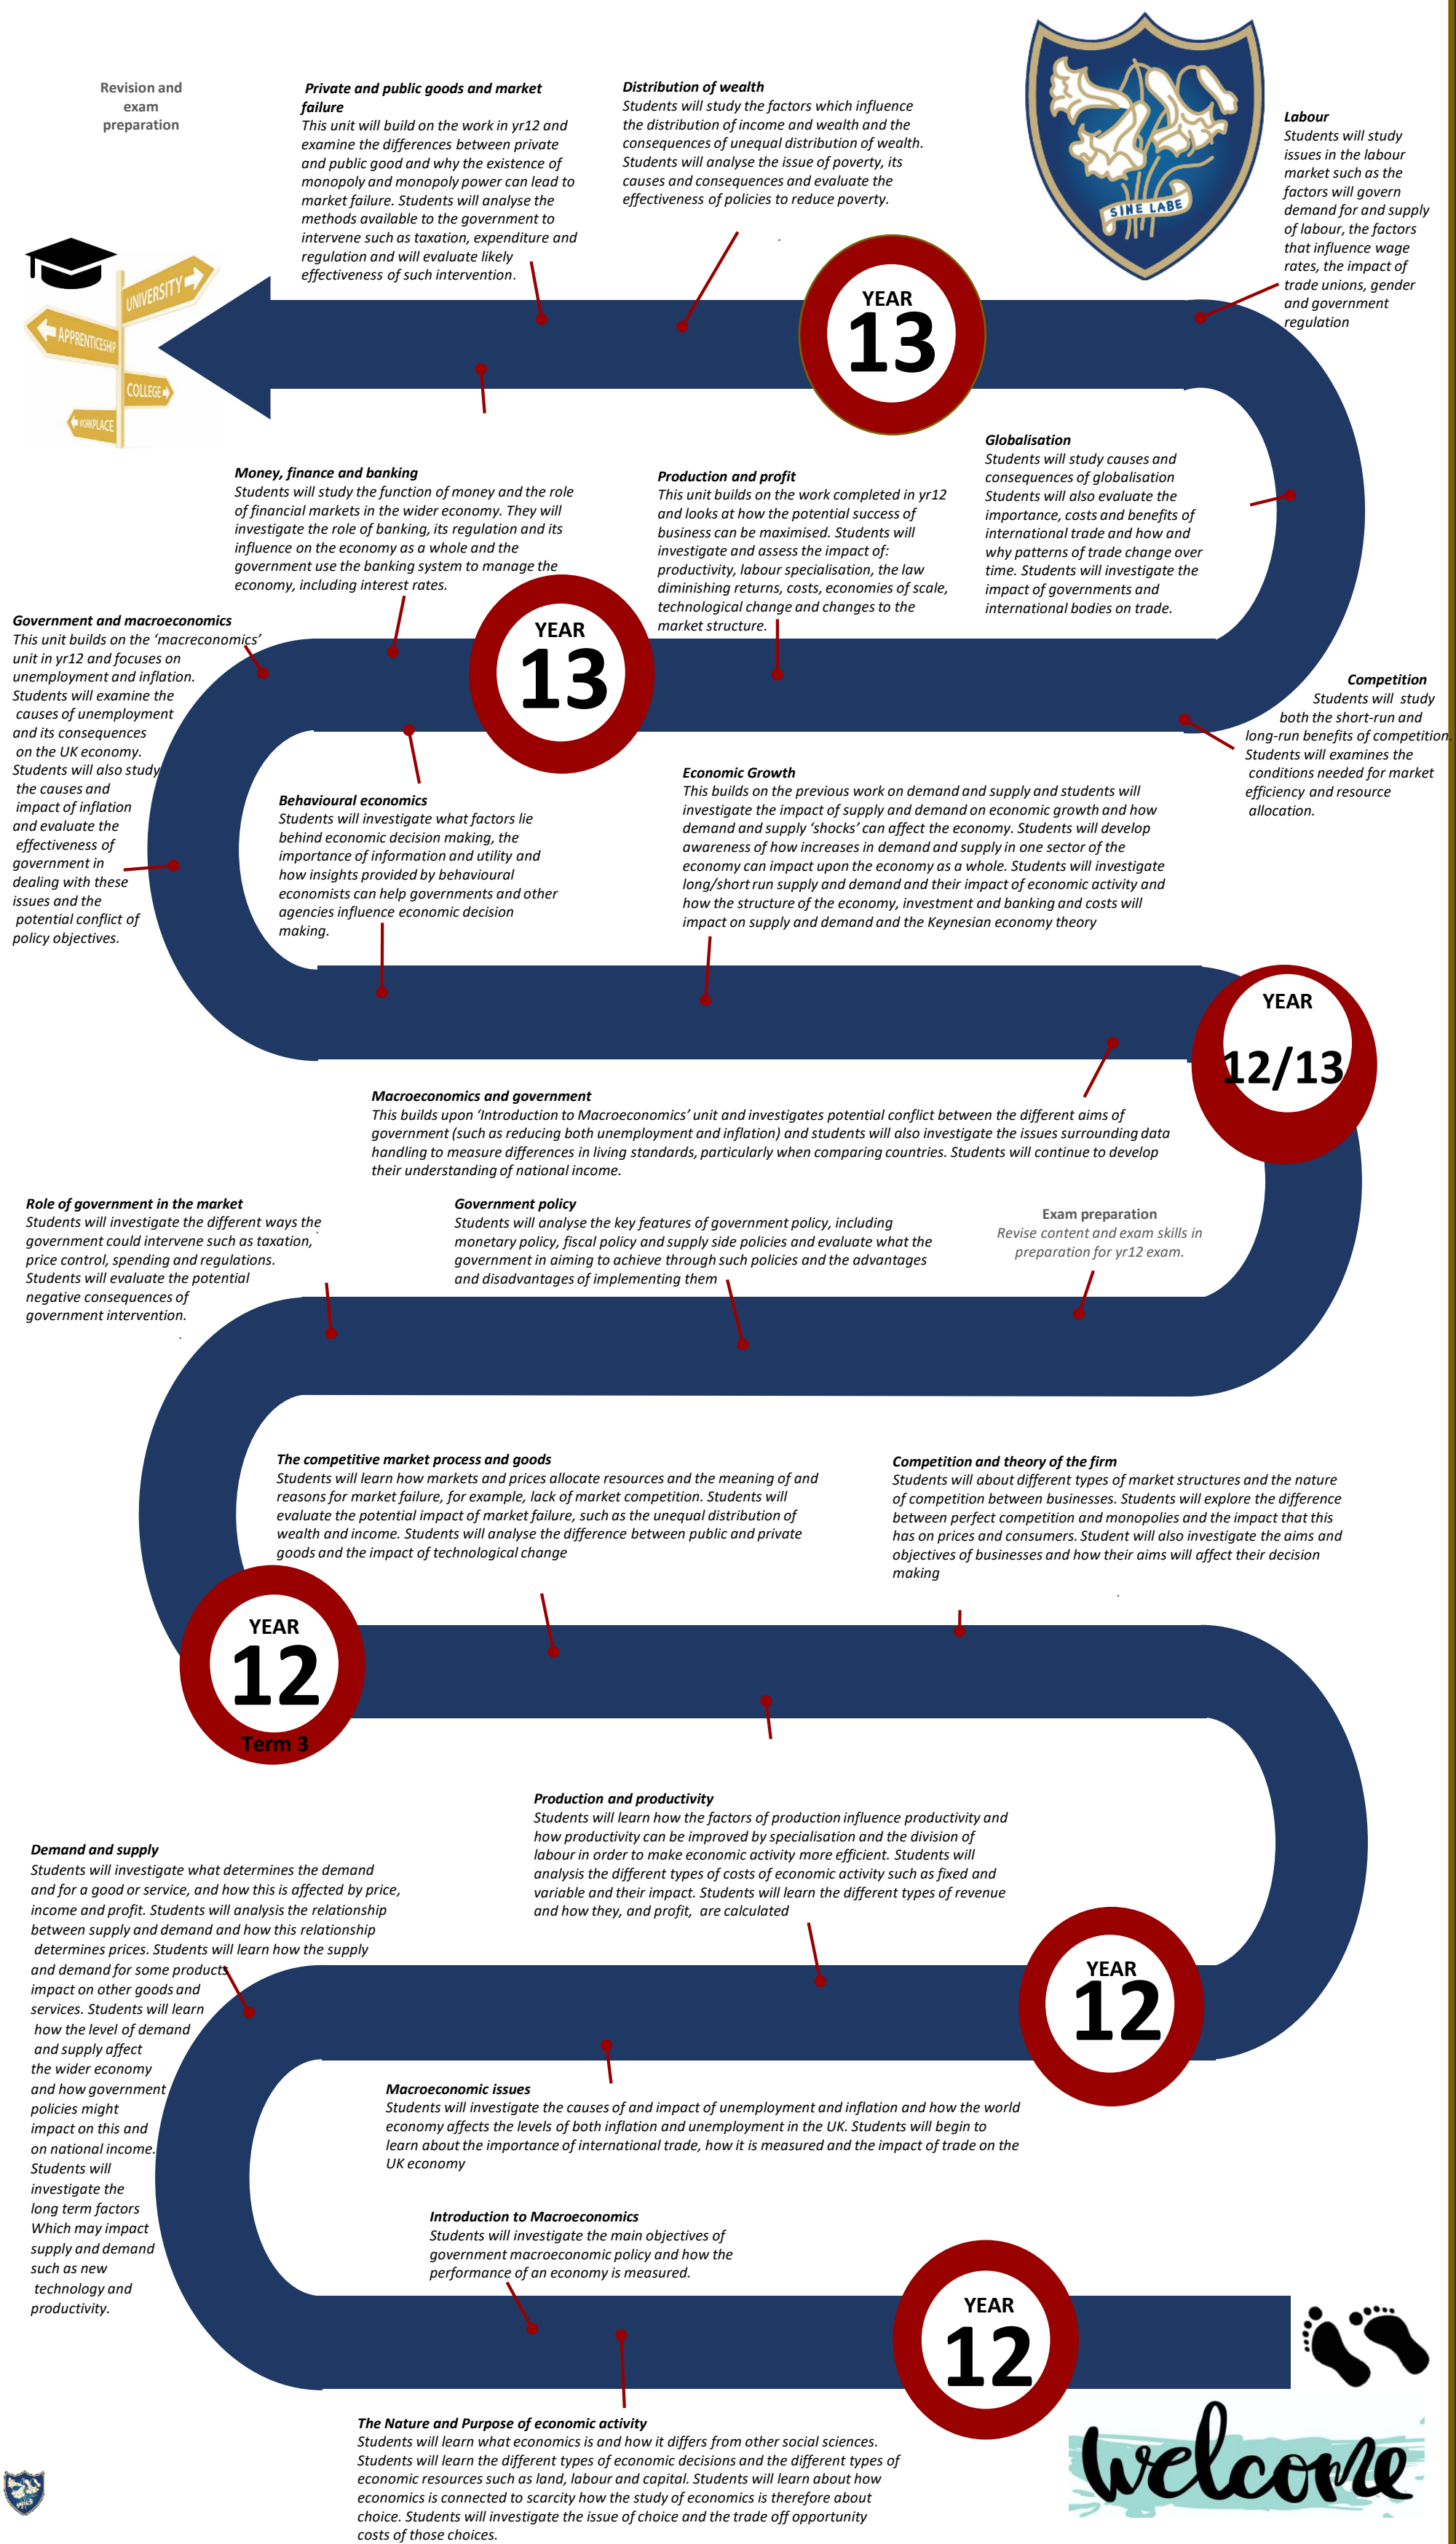 Revision and
exam
preparation
Private and public goods and market
failure
This unit will build on the work in yr12 and
examine the differences between private
and public good and why the existence of
monopoly and monopoly power can lead to
market failure. Students will analyse the
methods available to the government to
intervene such as taxation, expenditure and
regulation and will evaluate likely
effectiveness of such intervention.
Distribution of wealth
Students will study the factors which influence
the distribution of income and wealth and the
consequences of unequal distribution of wealth.
Students will analyse the issue of poverty, its
causes and consequences and evaluate the
effectiveness of policies to reduce poverty.
SINE LABE
Labour
Students will study
issues in the labour
market such as the
factors will govern
demand for and supply
of labour, the factors
that influence wage
rates, the impact of
trade unions, gender
and government
regulation
UNIVERSITY
APPRENTICESHIP
COLLEGE
WORKPLACE
YEAR
13
Money, finance and banking
Students will study the function of money and the role
of financial markets in the wider economy. They will
investigate the role of banking, its regulation and its
influence on the economy as a whole and the
government use the banking system to manage the
economy, including interest rates.
Production and profit
This unit builds on the work completed in yr12
and looks at how the potential success of
business can be maximised. Students will
investigate and assess the impact of:
productivity, labour specialisation, the law
diminishing returns, costs, economies of scale,
technological change and changes to the
market structure.
Globalisation
Students will study causes and
consequences of globalisation
Students will also evaluate the
importance, costs and benefits of
international trade and how and
why patterns of trade change over
time. Students will investigate the
impact of governments and
international bodies on trade.
Government and macroeconomics
This unit builds on the ‘macreconomics’
unit in yr12 and focuses on
unemployment and inflation.
Students will examine the
causes of unemployment
and its consequences
on the UK economy.
Students will also study
the causes and
impact of inflation
and evaluate the
effectiveness of
government in
dealing with these
issues and the
potential conflict of
policy objectives.
YEAR
13
Competition
Students will study
both the short-run and
long-run benefits of competition.
Students will examines the
conditions needed for market
efficiency and resource
allocation.
Behavioural economics
Students will investigate what factors lie
behind economic decision making, the
importance of information and utility and
how insights provided by behavioural
economists can help governments and other
agencies influence economic decision
making.
Economic Growth
This builds on the previous work on demand and supply and students will
investigate the impact of supply and demand on economic growth and how
demand and supply ‘shocks’ can affect the economy. Students will develop
awareness of how increases in demand and supply in one sector of the
economy can impact upon the economy as a whole. Students will investigate
long/short run supply and demand and their impact of economic activity and
how the structure of the economy, investment and banking and costs will
impact on supply and demand and the Keynesian economy theory
YEAR
12/13
Macroeconomics and government
This builds upon ‘Introduction to Macroeconomics’ unit and investigates potential conflict between the different aims of
government (such as reducing both unemployment and inflation) and students will also investigate the issues surrounding data
handling to measure differences in living standards, particularly when comparing countries. Students will continue to develop
their understanding of national income.
Role of government in the market
Students will investigate the different ways the
government could intervene such as taxation,
price control, spending and regulations.
Students will evaluate the potential
negative consequences of
government intervention.
Government policy
Students will analyse the key features of government policy, including
monetary policy, fiscal policy and supply side policies and evaluate what the
government in aiming to achieve through such policies and the advantages
and disadvantages of implementing them
Exam preparation
Revise content and exam skills in
preparation for yr12 exam.
The competitive market process and goods
Students will learn how markets and prices allocate resources and the meaning of and
reasons for market failure, for example, lack of market competition. Students will
evaluate the potential impact of market failure, such as the unequal distribution of
wealth and income. Students will analyse the difference between public and private
goods and the impact of technological change
Competition and theory of the firm
Students will about different types of market structures and the nature
of competition between businesses. Students will explore the difference
between perfect competition and monopolies and the impact that this
has on prices and consumers. Student will also investigate the aims and
objectives of businesses and how their aims will affect their decision
making
YEAR
12
Term 3
Production and productivity
Students will learn how the factors of production influence productivity and
how productivity can be improved by specialisation and the division of
labour in order to make economic activity more efficient. Students will
analysis the different types of costs of economic activity such as fixed and
variable and their impact. Students will learn the different types of revenue
and how they, and profit, are calculated
Demand and supply
Students will investigate what determines the demand
and for a good or service, and how this is affected by price,
income and profit. Students will analysis the relationship
between supply and demand and how this relationship
determines prices. Students will learn how the supply
and demand for some products
impact on other goods and
services. Students will learn
how the level of demand
and supply affect
the wider economy
and how government
policies might
impact on this and
on national income.
Students will
investigate the
long term factors
Which may impact
supply and demand
such as new
technology and
productivity.
YEAR
12
Macroeconomic issues
Students will investigate the causes of and impact of unemployment and inflation and how the world
economy affects the levels of both inflation and unemployment in the UK. Students will begin to
learn about the importance of international trade, how it is measured and the impact of trade on the
UK economy
Introduction to Macroeconomics
Students will investigate the main objectives of
government macroeconomic policy and how the
performance of an economy is measured.
YEAR
12
The Nature and Purpose of economic activity
Students will learn what economics is and how it differs from other social sciences.
Students will learn the different types of economic decisions and the different types of
economic resources such as land, labour and capital. Students will learn about how
economics is connected to scarcity how the study of economics is therefore about
choice. Students will investigate the issue of choice and the trade off opportunity
costs of those choices.
welcome